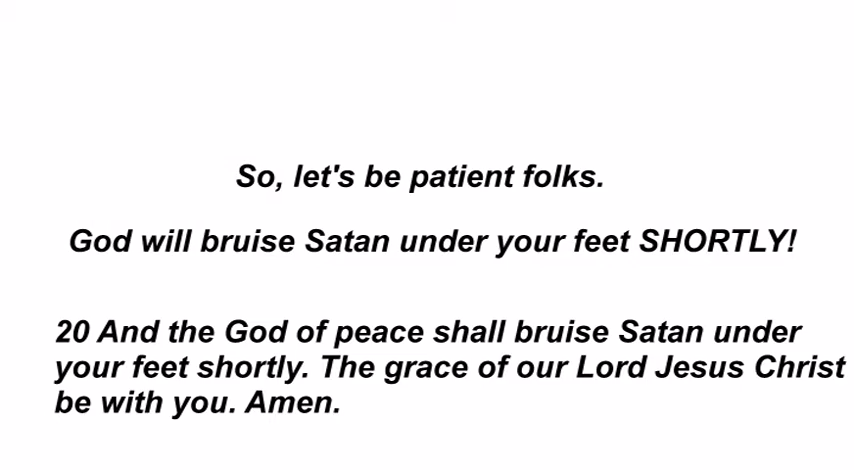 So, let's be patient folks.
God will bruise Satan under your feet SHORTLY!
20 And the God of peace shall bruise Satan under
your feet shortly. The grace of our Lord Jesus Christ
be with you. Amen.